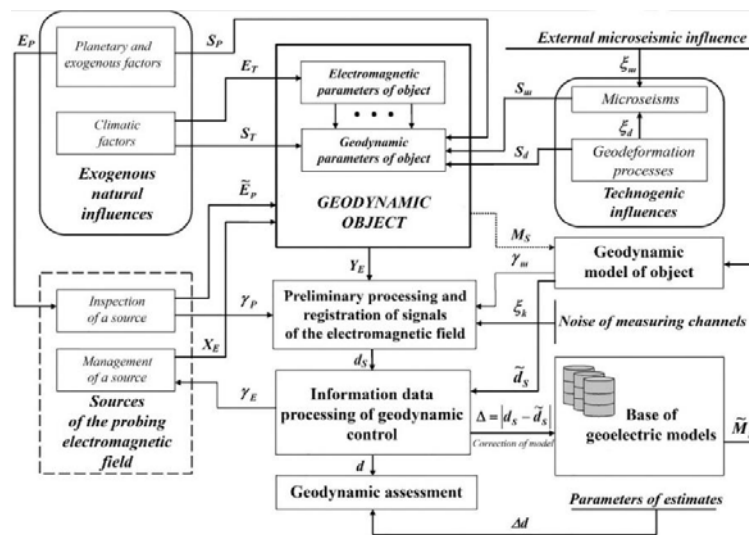 E_P
Planetary and
exogenous factors
S_P
Climatic
factors
E_T
S_T
Exogenous
natural
influences
Electromagnetic
parameters of object
• • •
Geodynamic
parameters of object
GEODYNAMIC
OBJECT
External microseismic influence
ξ_m
Microseisms
S_m
ξ_d
S_d
Geodeformation
processes
Technogenic
influences
Ẽ_P
M_S
Y_E
Geodynamic
model of object
γ_m
Inspection
of a source
γ_P
X_E
Management
of a source
γ_E
Sources
of the probing
electromagnetic
field
Preliminary processing and
registration of signals
of the electromagnetic field
ξ_k
Noise of measuring channels
d_S
d̃_S
Information data
processing of geodynamic
control
Δ = |d_S − d̃_S|
Correction of model
Base of
geoelectric models
d
Geodynamic assessment
Parameters of estimates
Δd